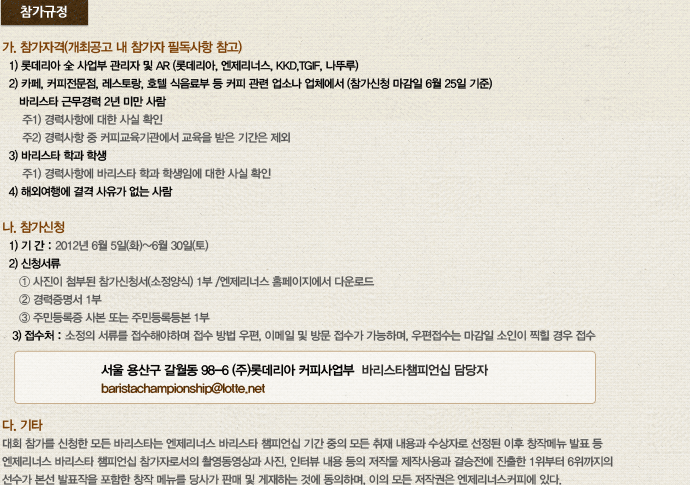 참가규정
가. 참가자격(개최공고 내 참가자 필독사항 참고)
1) 롯데리아 全 사업부 관리자 및 AR (롯데리아, 엔제리너스, KKD,TGIF, 나뚜루)
2) 카페, 커피전문점, 레스토랑, 호텔 식음료부 등 커피 관련 업소나 업체에서 (참가신청 마감일 6월 25일 기준)
바리스타 근무경력 2년 미만 사람
주1) 경력사항에 대한 사실 확인
주2) 경력사항 중 커피교육기관에서 교육을 받은 기간은 제외
3) 바리스타 학과 학생
주1) 경력사항에 바리스타 학과 학생임에 대한 사실 확인
4) 해외여행에 결격 사유가 없는 사람
나. 참가신청
1) 기 간 : 2012년 6월 5일(화)~6월 30일(토)
2) 신청서류
① 사진이 첨부된 참가신청서(소정양식) 1부 /엔제리너스 홈페이지에서 다운로드
② 경력증명서 1부
③ 주민등록증 사본 또는 주민등록등본 1부
3) 접수처 : 소정의 서류를 접수해야하며 접수 방법 우편, 이메일 및 방문 접수가 가능하며, 우편접수는 마감일 소인이 찍힐 경우 접수
서울 용산구 갈월동 98-6 (주)롯데리아 커피사업부 바리스타챔피언십 담당자
baristachampionship@lotte.net
다. 기타
대회 참가를 신청한 모든 바리스타는 엔제리너스 바리스타 챔피언십 기간 중의 모든 취재 내용과 수상자로 선정된 이후 창작메뉴 발표 등
엔제리너스 바리스타 챔피언십 참가자로서의 촬영동영상과 사진, 인터뷰 내용 등의 저작물 제작사용과 결승전에 진출한 1위부터 6위까지의
선수가 본선 발표작을 포함한 창작 메뉴를 당사가 판매 및 게재하는 것에 동의하며, 이의 모든 저작권은 엔제리너스커피에 있다.